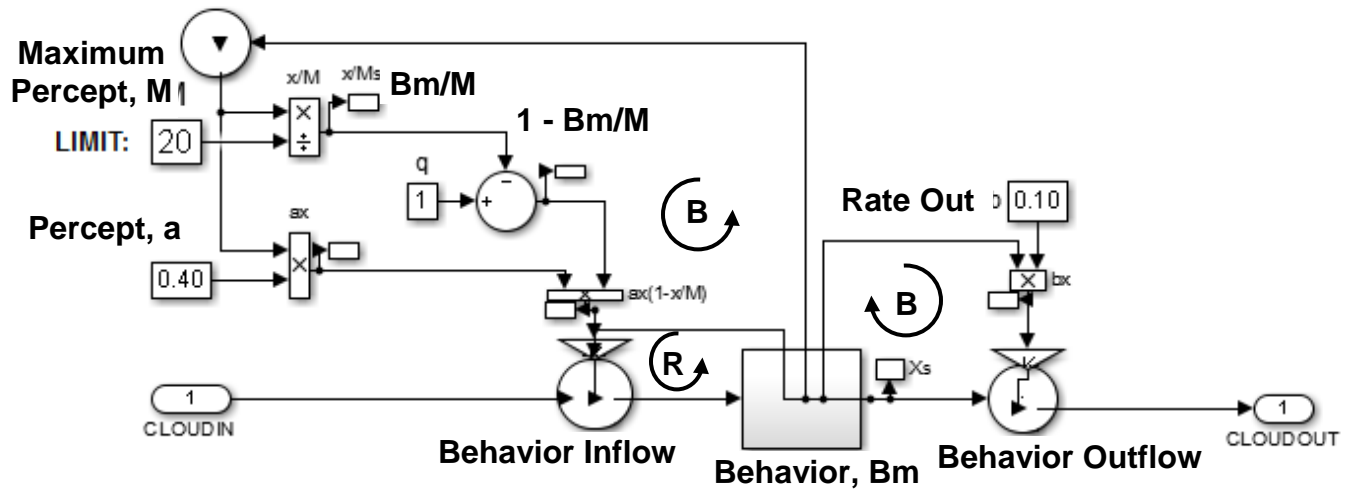 Maximum
Percept, M
x/M
x/Ms
Bm/M
LIMIT:
20
×
÷
1 - Bm/M
q
1
+
−
B
Rate Out
0.10
Percept, a
ax
0.40
×
x
ax(1-x/M)
B
×
bx
R
Xs
1
CLOUDIN
1
CLOUDOUT
Behavior Inflow
Behavior, Bm
Behavior Outflow